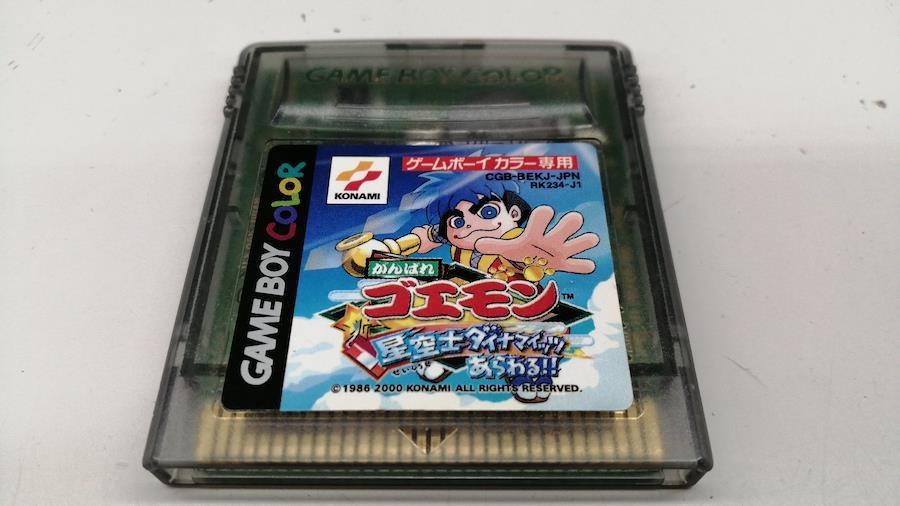 GAME BOY COLOR
GAME BOY COLOR
KONAMI
ゲームボーイカラー専用
CGB-BEKJ-JPN
RK234-J1
がんばれ
ゴエモン™
星空士ダイナマイッツ
せいくうし
あらわる!!
©1986 2000 KONAMI ALL RIGHTS RESERVED.